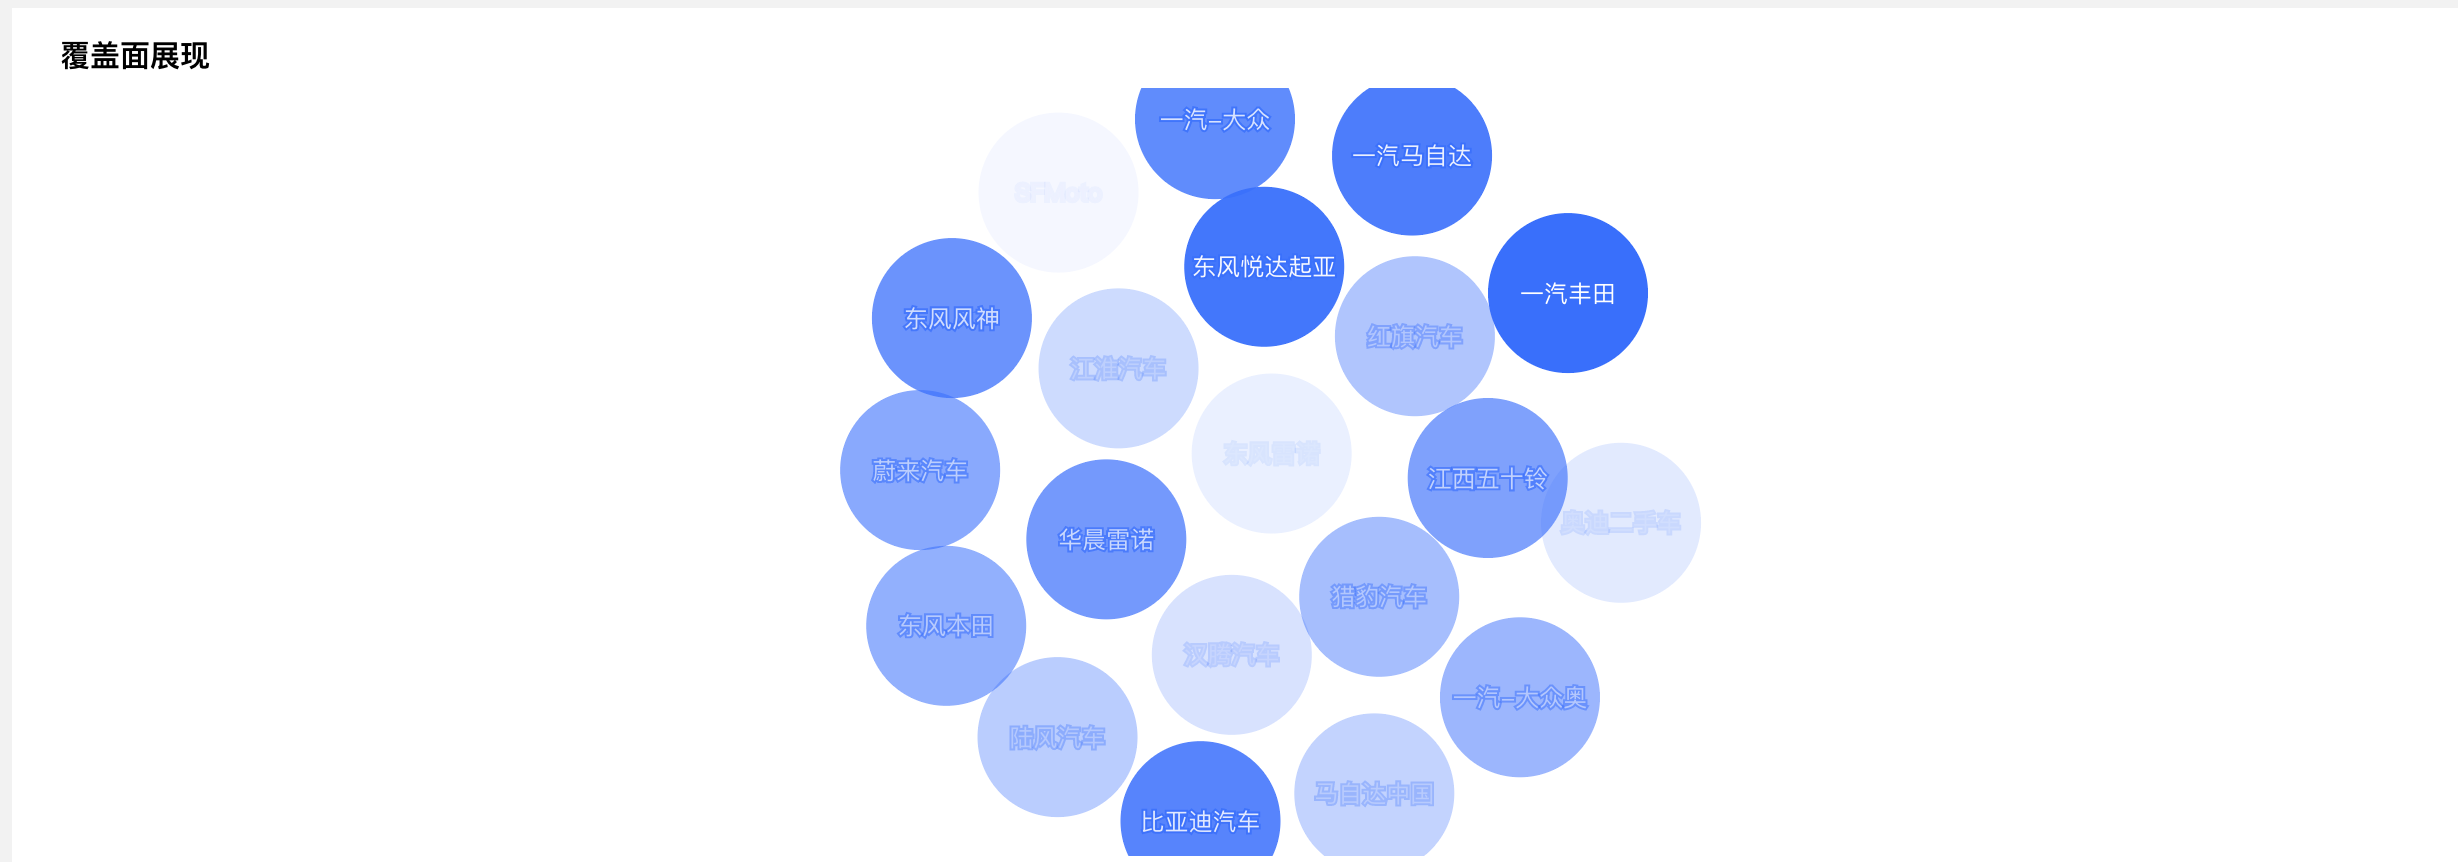 覆盖面展现
一汽-大众
一汽马自达
SFMoto
东风悦达起亚
一汽丰田
东风风神
红旗汽车
江淮汽车
东风雷诺
蔚来汽车
江西五十铃
奥迪二手车
华晨雷诺
猎豹汽车
东风本田
汉腾汽车
一汽-大众奥
陆风汽车
马自达中国
比亚迪汽车